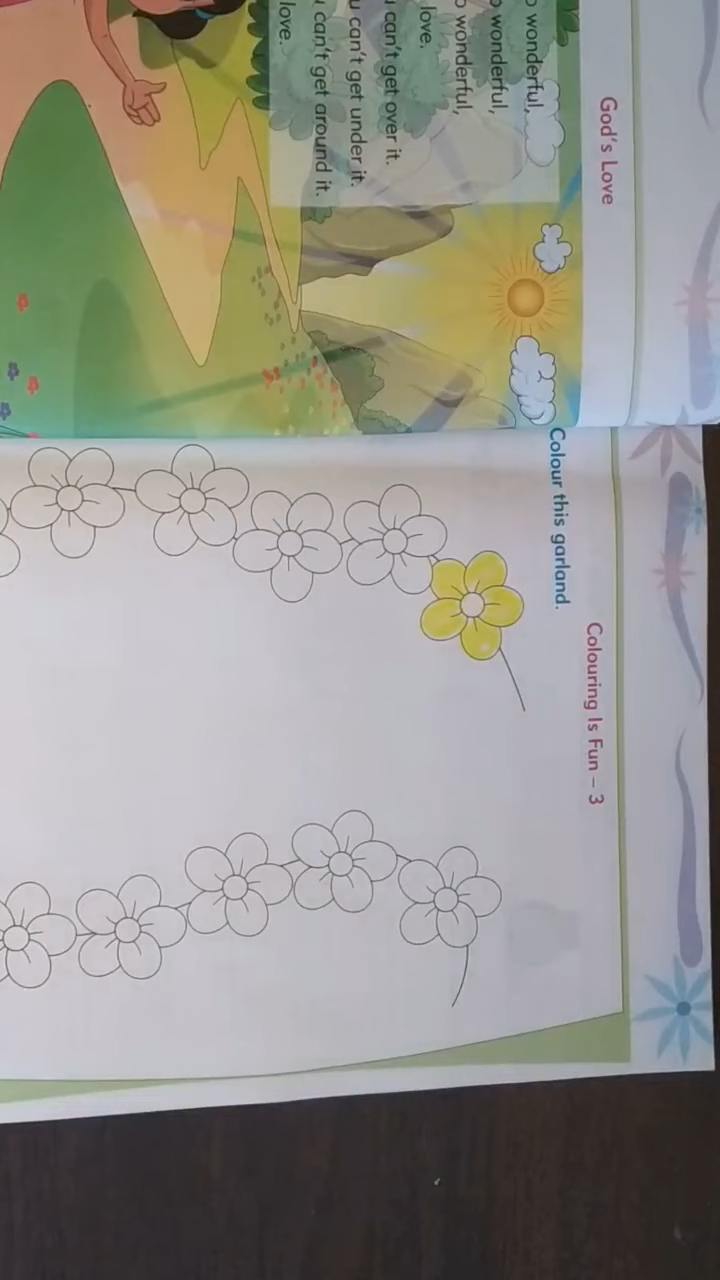 God's Love
wonderful,
wonderful,
love.
wonderful,
can't get over it.
can't get under it.
can't get around it.
love.
Colouring Is Fun – 3
Colour this garland.